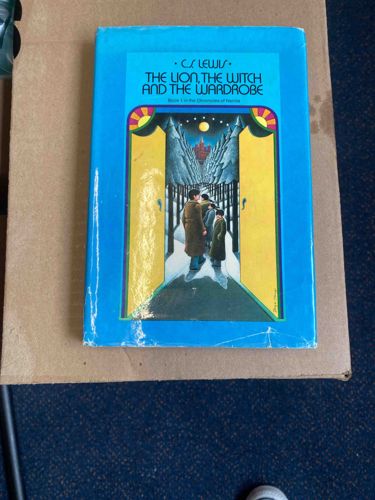 • C.S. LEWIS •
THE LION, THE WITCH
AND THE WARDROBE
Book 1 in the Chronicles of Narnia